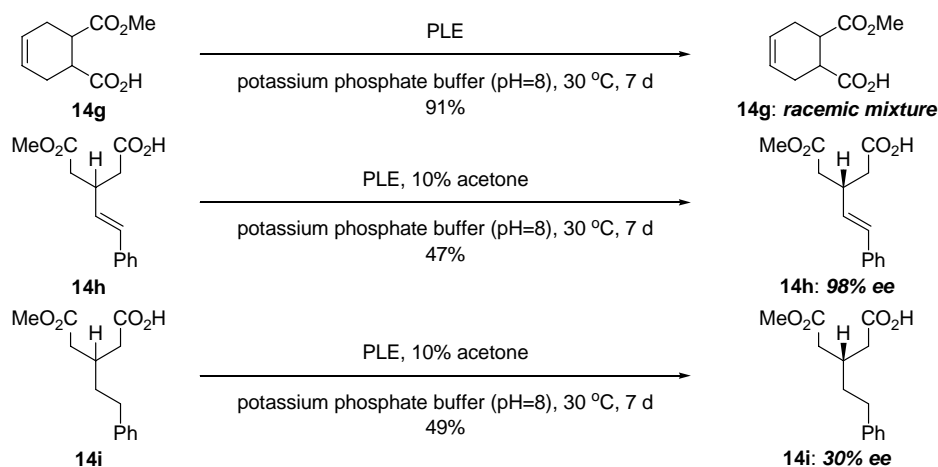 CO2Me
CO2H
14g
PLE
potassium phosphate buffer (pH=8), 30 oC, 7 d
91%
CO2Me
CO2H
14g: racemic mixture
MeO2C
H
CO2H
Ph
14h
PLE, 10% acetone
potassium phosphate buffer (pH=8), 30 oC, 7 d
47%
MeO2C
H
CO2H
Ph
14h: 98% ee
MeO2C
H
CO2H
Ph
14i
PLE, 10% acetone
potassium phosphate buffer (pH=8), 30 oC, 7 d
49%
MeO2C
H
CO2H
Ph
14i: 30% ee